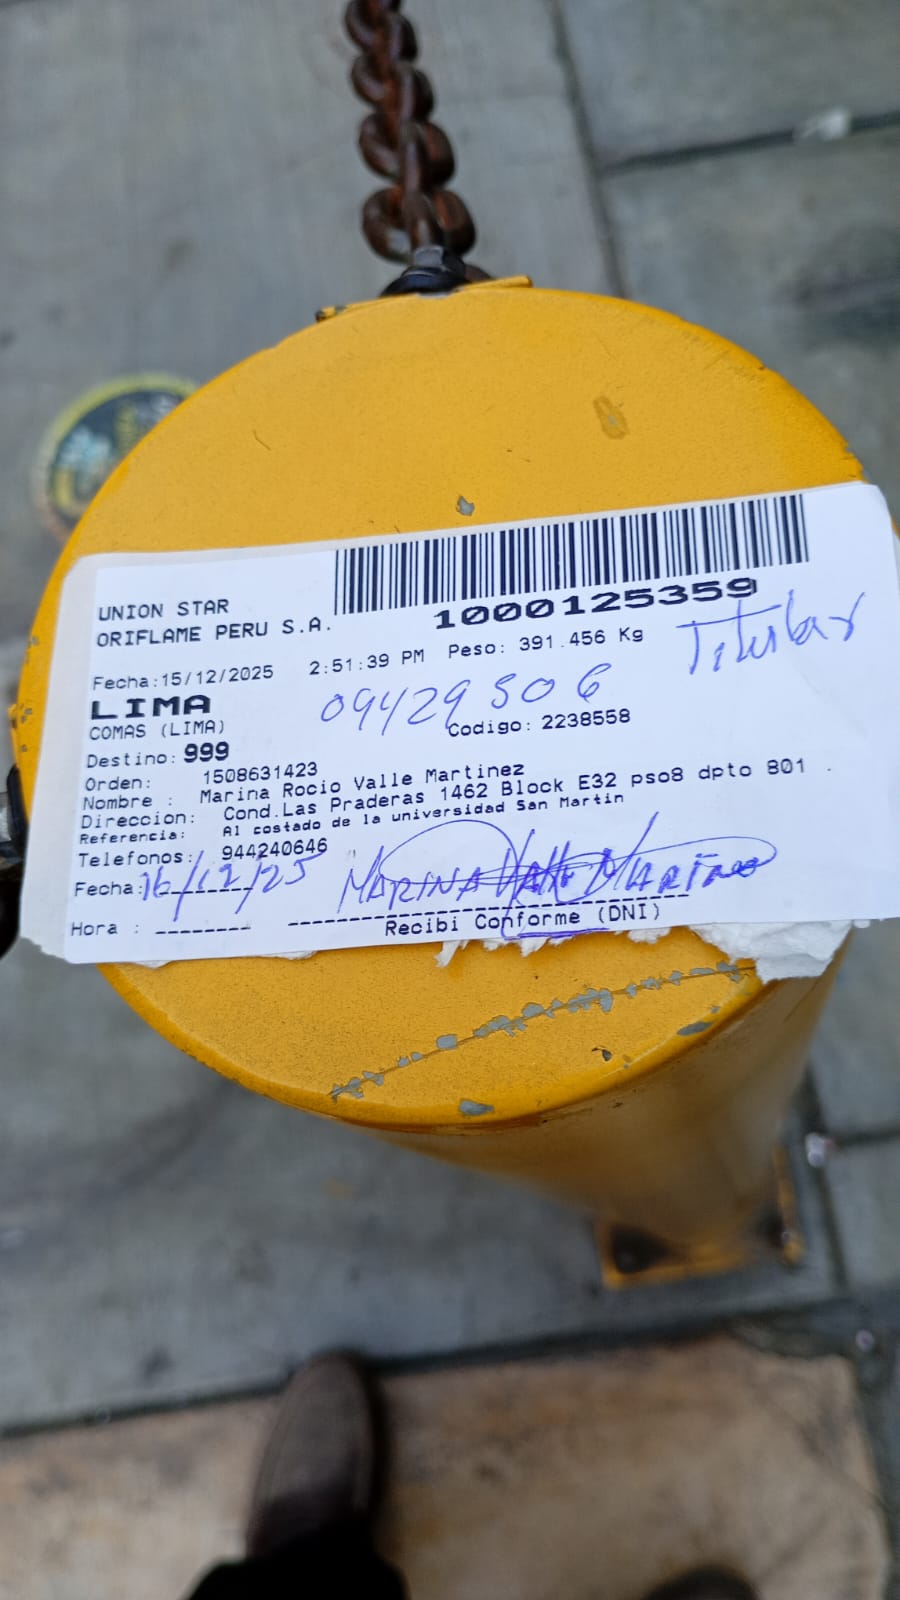 UNION STAR
ORIFLAME PERU S.A.
1000125359
Titular
Fecha:15/12/2025 2:51:39 PM Peso: 391.456 Kg
LIMA
09429506
COMAS (LIMA)
Codigo: 2238558
Destino: 999
Orden: 1508631423
Nombre : Marina Rocio Valle Martinez
Direccion: Cond.Las Praderas 1462 Block E32 pso8 dpto 801 .
Referencia: Al costado de la universidad San Martin
Telefonos: 944240646
Fecha: 16/12/25 MARINA Valle MARTINEZ
Hora : --------
Recibi Conforme (DNI)